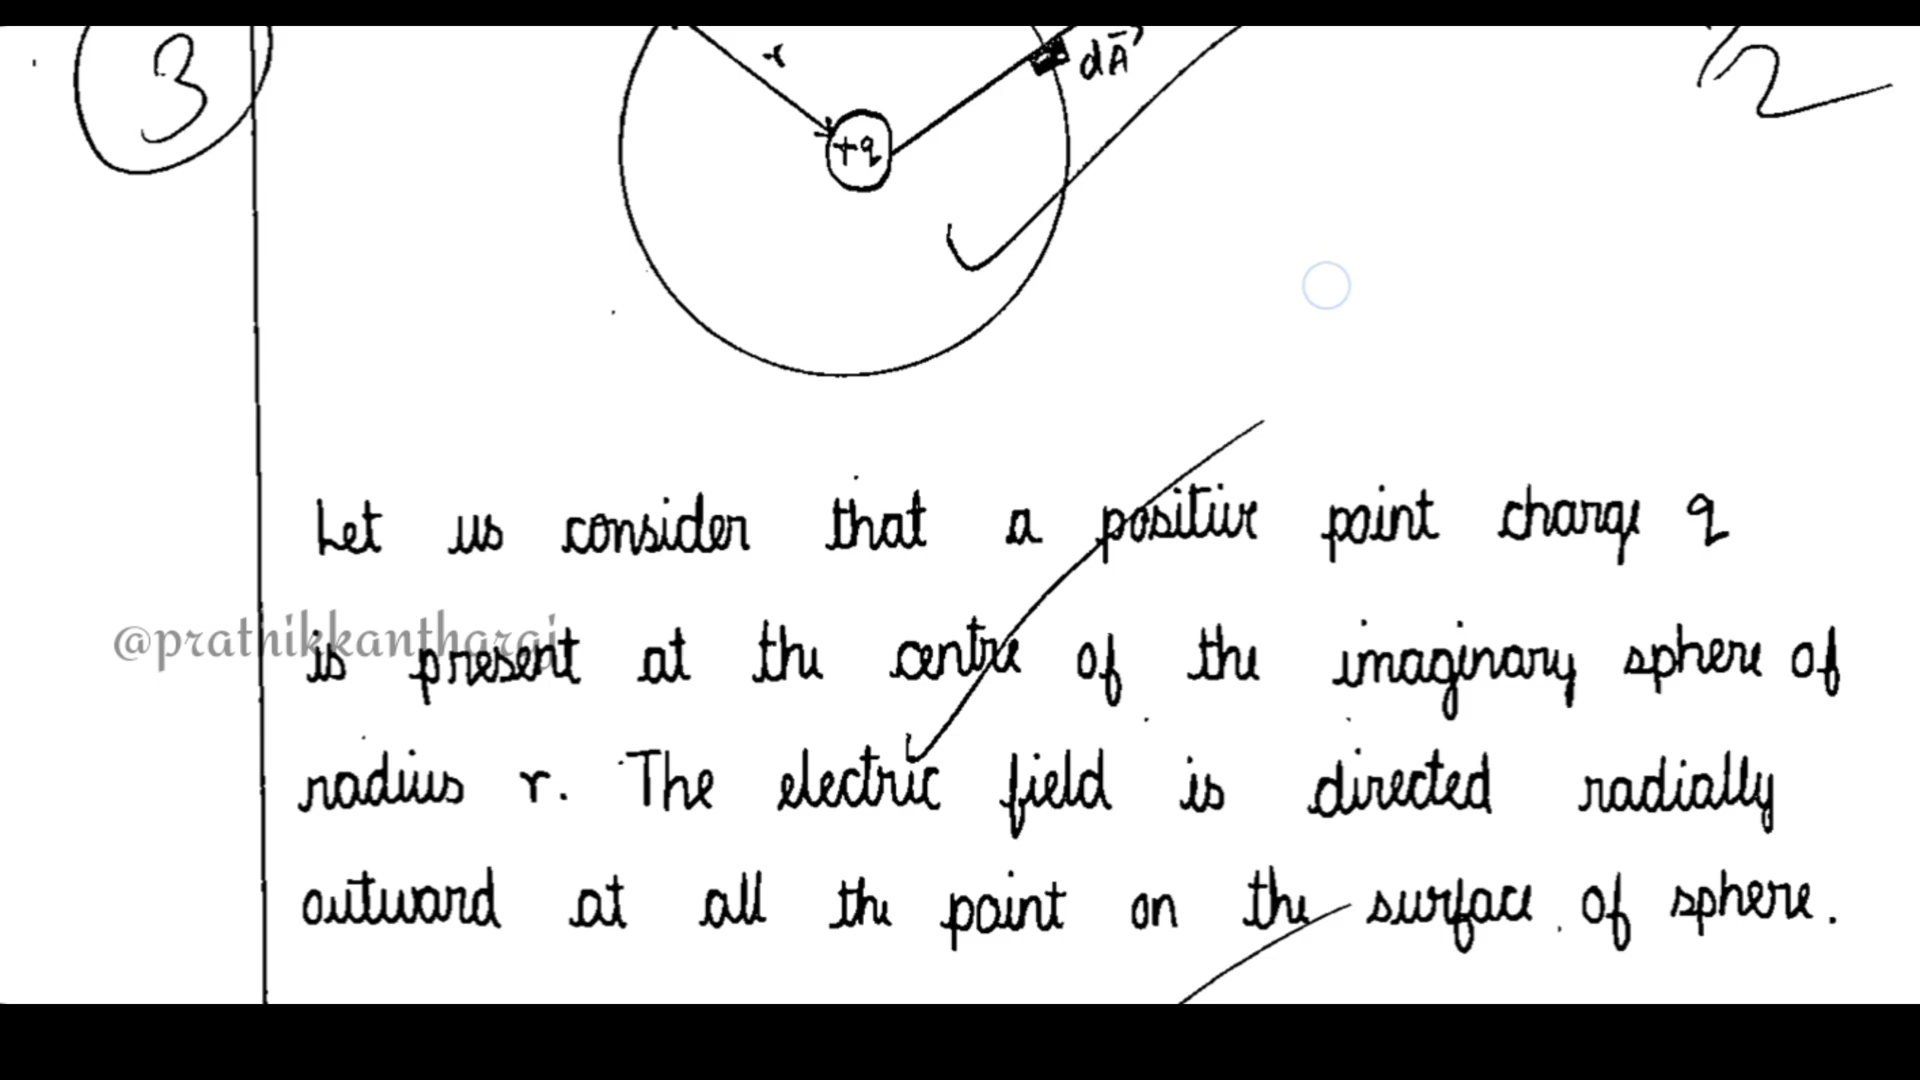 3
r
dA
+q
2
Let us consider that a positive point charge q
@prathikkantharaj
is present at the centre of the imaginary sphere of
radius r. The electric field is directed radially
outward at all the point on the surface of sphere.